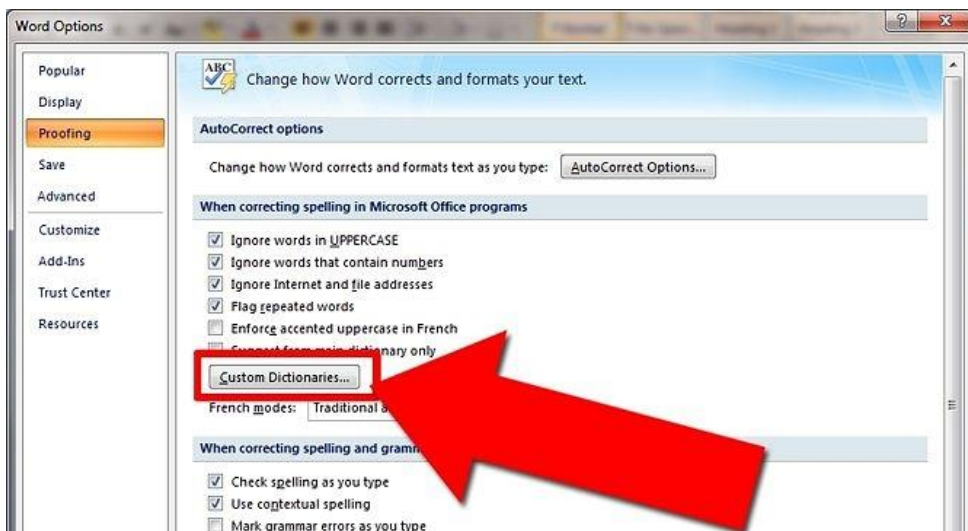 Word Options
Popular
Display
Proofing
Save
Advanced
Customize
Add-Ins
Trust Center
Resources
ABC
Change how Word corrects and formats your text.
AutoCorrect options
Change how Word corrects and formats text as you type: AutoCorrect Options...
When correcting spelling in Microsoft Office programs
Ignore words in UPPERCASE
Ignore words that contain numbers
Ignore Internet and file addresses
Flag repeated words
Enforce accented uppercase in French
Suggest from main dictionary only
Custom Dictionaries...
French modes: Traditional a
When correcting spelling and gramm
Check spelling as you type
Use contextual spelling
Mark grammar errors as you type